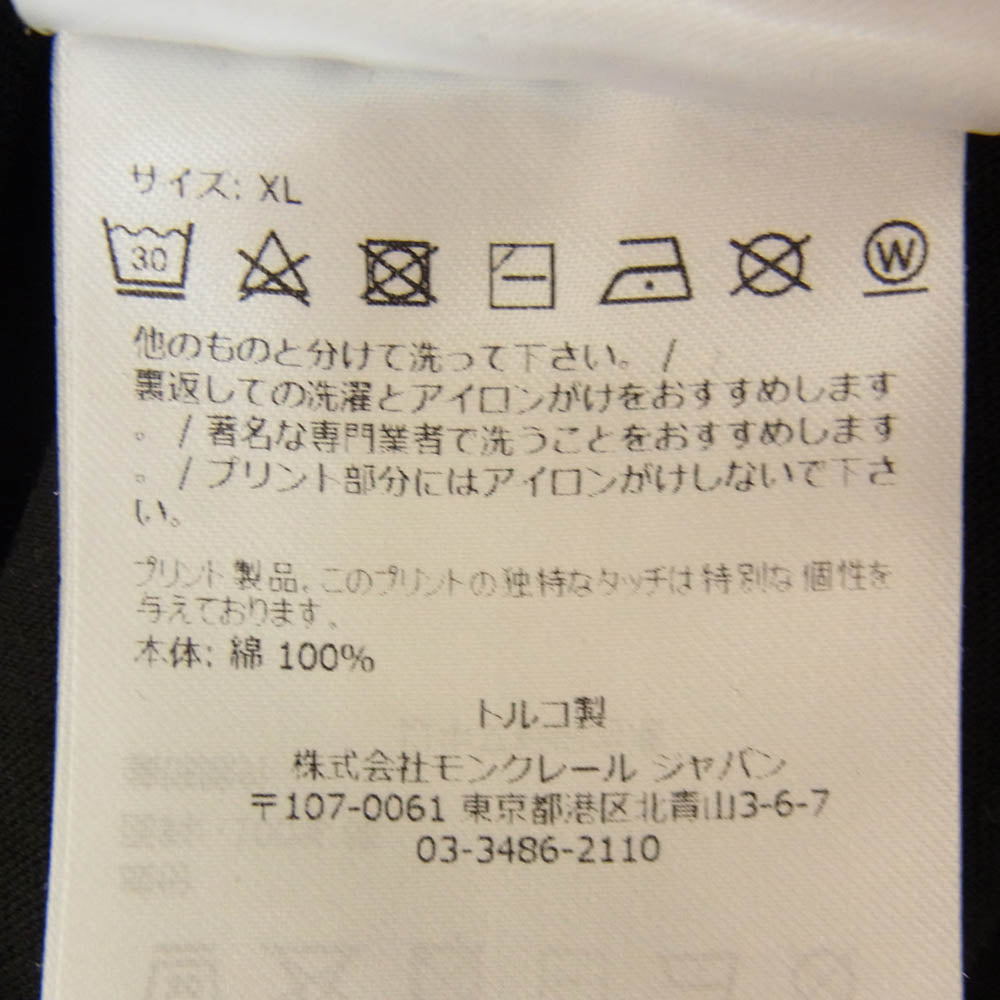 サイズ: XL
30 W
他のものと分けて洗って下さい。 /
裏返しての洗濯とアイロンがけをおすすめします
。 / 著名な専門業者で洗うことをおすすめします
。 / プリント部分にはアイロンがけしないで下さ
い。
プリント製品。このプリントの独特なタッチは特別な個性を
与えております。
本体: 綿 100%
トルコ製
株式会社モンクレール ジャパン
〒107-0061 東京都港区北青山3-6-7
03-3486-2110